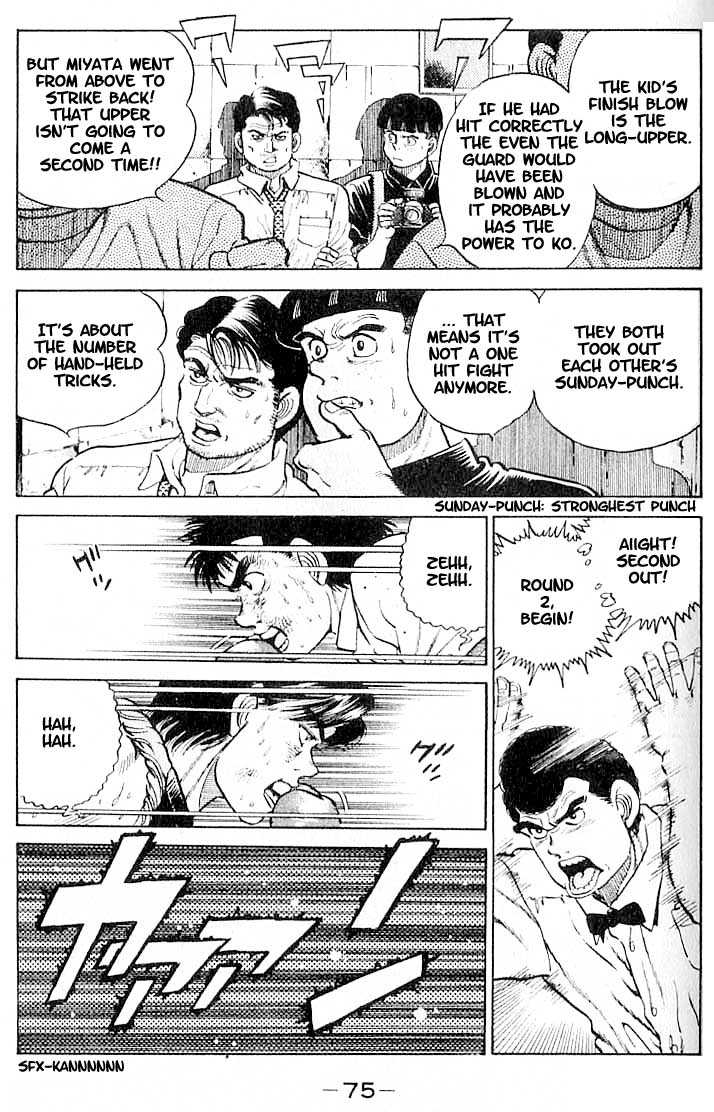 THE KID'S
FINISH BLOW
IS THE
LONG-UPPER.
IF HE HAD
HIT CORRECTLY
THE EVEN THE
GUARD WOULD
HAVE BEEN
BLOWN AND
IT PROBABLY
HAS THE
POWER TO KO.
BUT MIYATA WENT
FROM ABOVE TO
STRIKE BACK!
THAT UPPER
ISN'T GOING TO
COME A
SECOND TIME!!
THEY BOTH
TOOK OUT
EACH OTHER'S
SUNDAY-PUNCH.
... THAT
MEANS IT'S
NOT A ONE
HIT FIGHT
ANYMORE.
IT'S ABOUT
THE NUMBER
OF HAND-HELD
TRICKS.
SUNDAY-PUNCH: STRONGHEST PUNCH
AIIGHT!
SECOND
OUT!
ROUND
2,
BEGIN!
ZEHH,
ZEHH.
HAH,
HAH.
カァァン
SFX-KANNNNNN
—75—